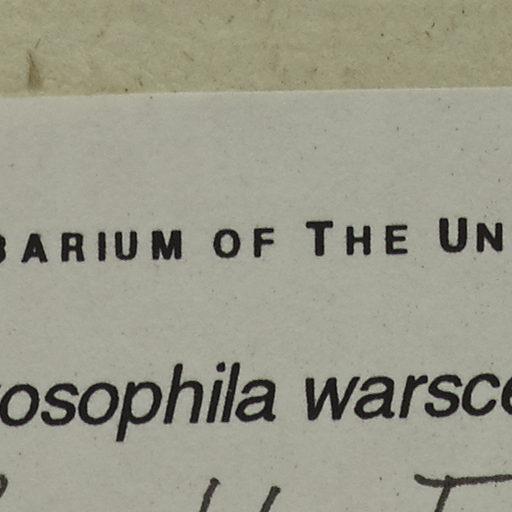 BARIUM OF THE UN
osophila warsce